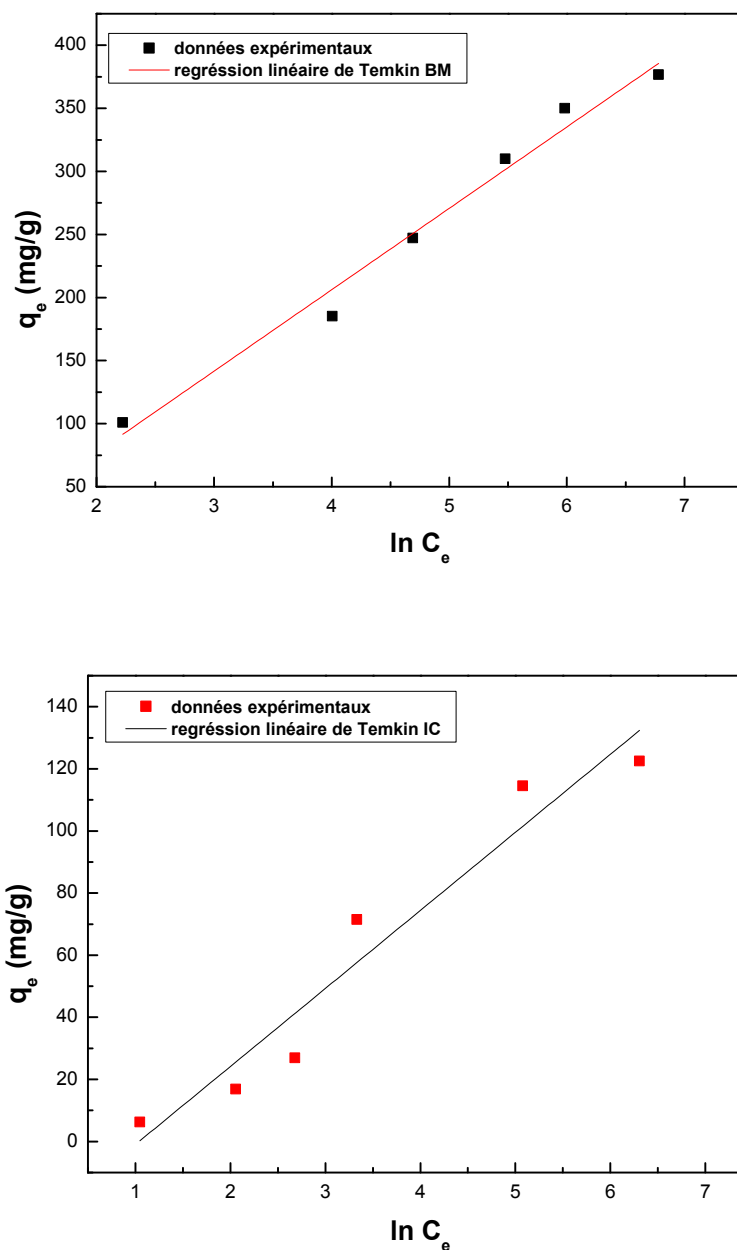 données expérimentaux
regréssion linéaire de Temkin BM
400
350
300
250
200
150
100
50
q_e (mg/g)
2 3 4 5 6 7
ln C_e
données expérimentaux
regréssion linéaire de Temkin IC
140
120
100
80
60
40
20
0
q_e (mg/g)
1 2 3 4 5 6 7
ln C_e